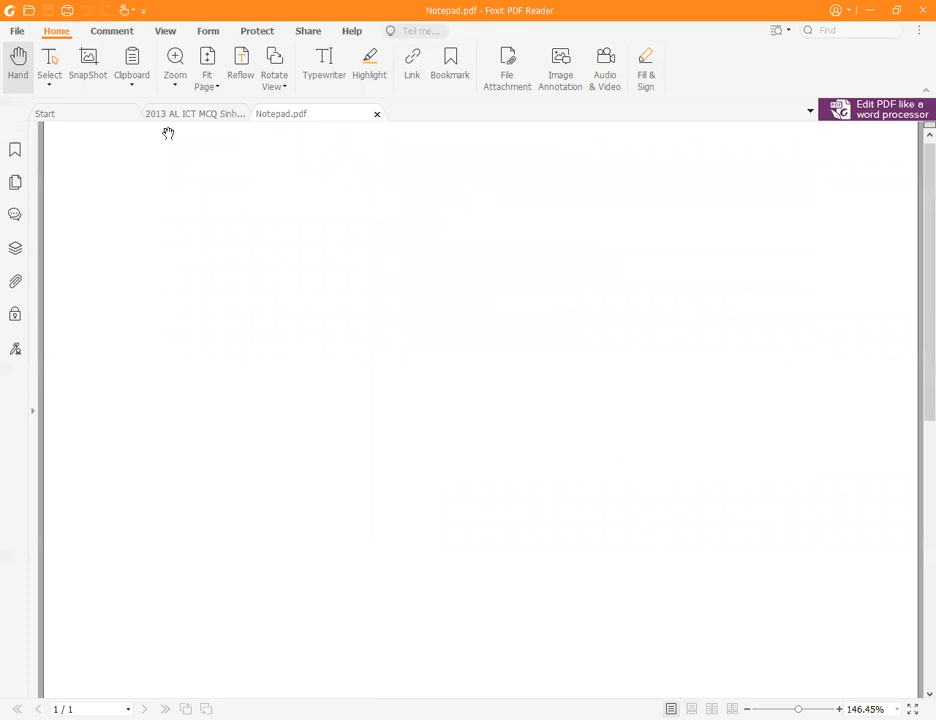 Notepad.pdf - Foxit PDF Reader
File Home Comment View Form Protect Share Help Tell me... Find
Hand Select SnapShot Clipboard Zoom Fit Page Reflow Rotate View Typewriter Highlight Link Bookmark File Attachment Image Annotation Audio & Video Fill & Sign
Start 2013 AL ICT MCQ Sinh... Notepad.pdf
Edit PDF like a
word processor
1 / 1 146.45%